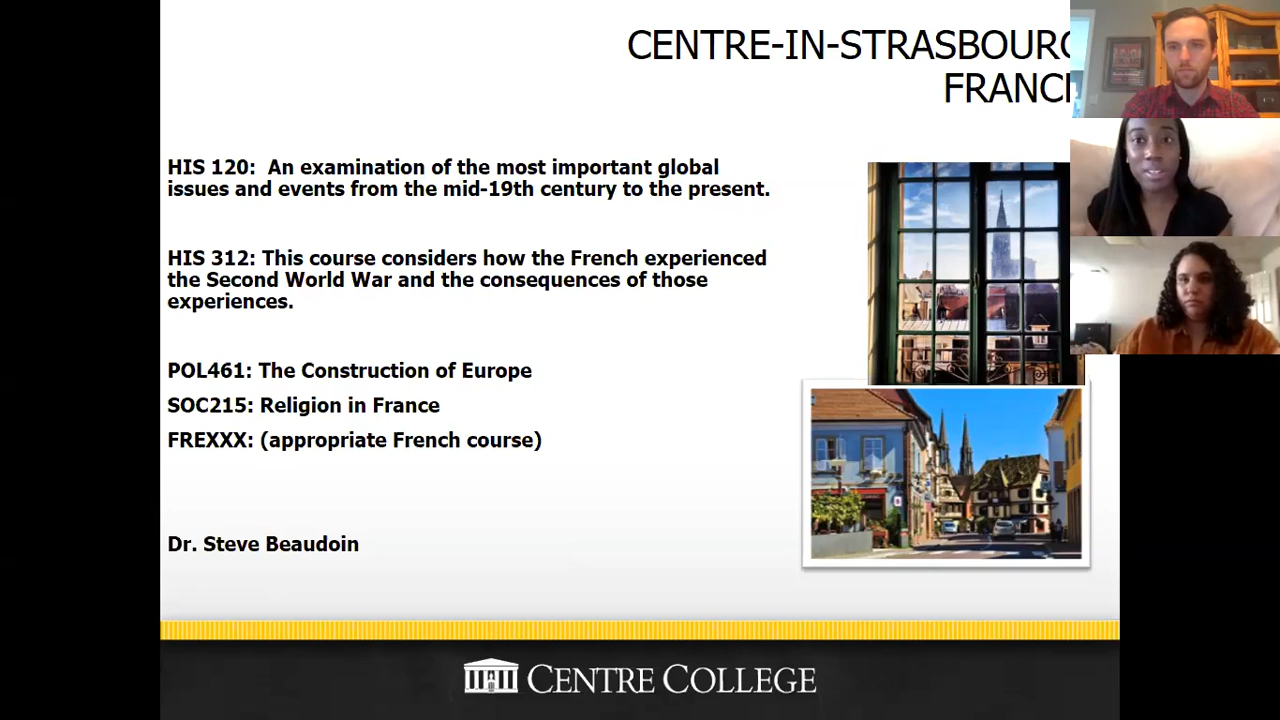 CENTRE-IN-STRASBOURG
FRANC
HIS 120:  An examination of the most important global
issues and events from the mid-19th century to the present.
HIS 312: This course considers how the French experienced
the Second World War and the consequences of those
experiences.
POL461: The Construction of Europe
SOC215: Religion in France
FREXXX: (appropriate French course)
Dr. Steve Beaudoin
CENTRE COLLEGE